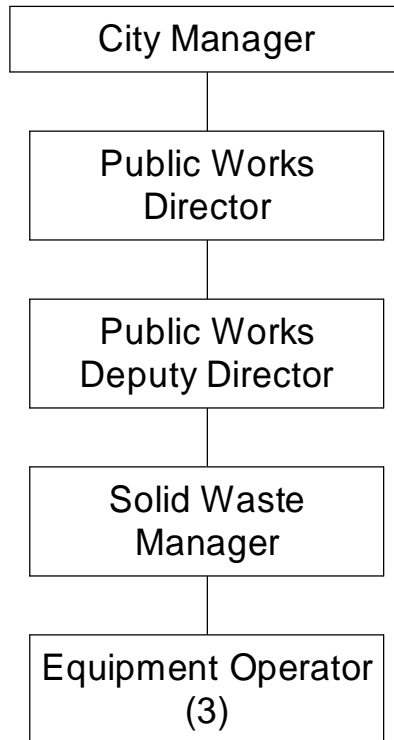 City Manager
Public Works
Director
Public Works
Deputy Director
Solid Waste
Manager
Equipment Operator
(3)